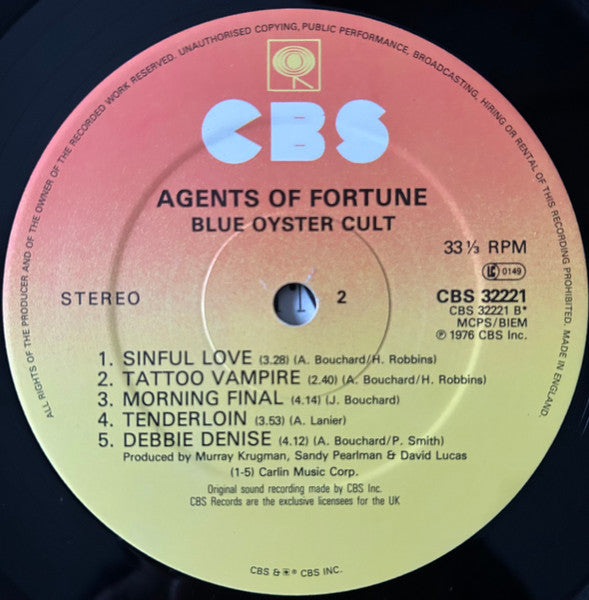 ALL RIGHTS OF THE PRODUCER AND OF THE OWNER OF THE RECORDED WORK RESERVED. UNAUTHORISED COPYING, PUBLIC PERFORMANCE, BROADCASTING, HIRING OR RENTAL OF THIS RECORDING PROHIBITED. MADE IN ENGLAND.
CBS
AGENTS OF FORTUNE
BLUE OYSTER CULT
33 ⅓ RPM
LC 0149
STEREO
2
CBS 32221
CBS 32221 B*
MCPS/BIEM
℗ 1976 CBS Inc.
1. SINFUL LOVE (3.28) (A. Bouchard/H. Robbins)
2. TATTOO VAMPIRE (2.40) (A. Bouchard/H. Robbins)
3. MORNING FINAL (4.14) (J. Bouchard)
4. TENDERLOIN (3.53) (A. Lanier)
5. DEBBIE DENISE (4.12) (A. Bouchard/P. Smith)
Produced by Murray Krugman, Sandy Pearlman & David Lucas
(1-5) Carlin Music Corp.
Original sound recording made by CBS Inc.
CBS Records are the exclusive licensees for the UK
CBS & ® CBS INC.